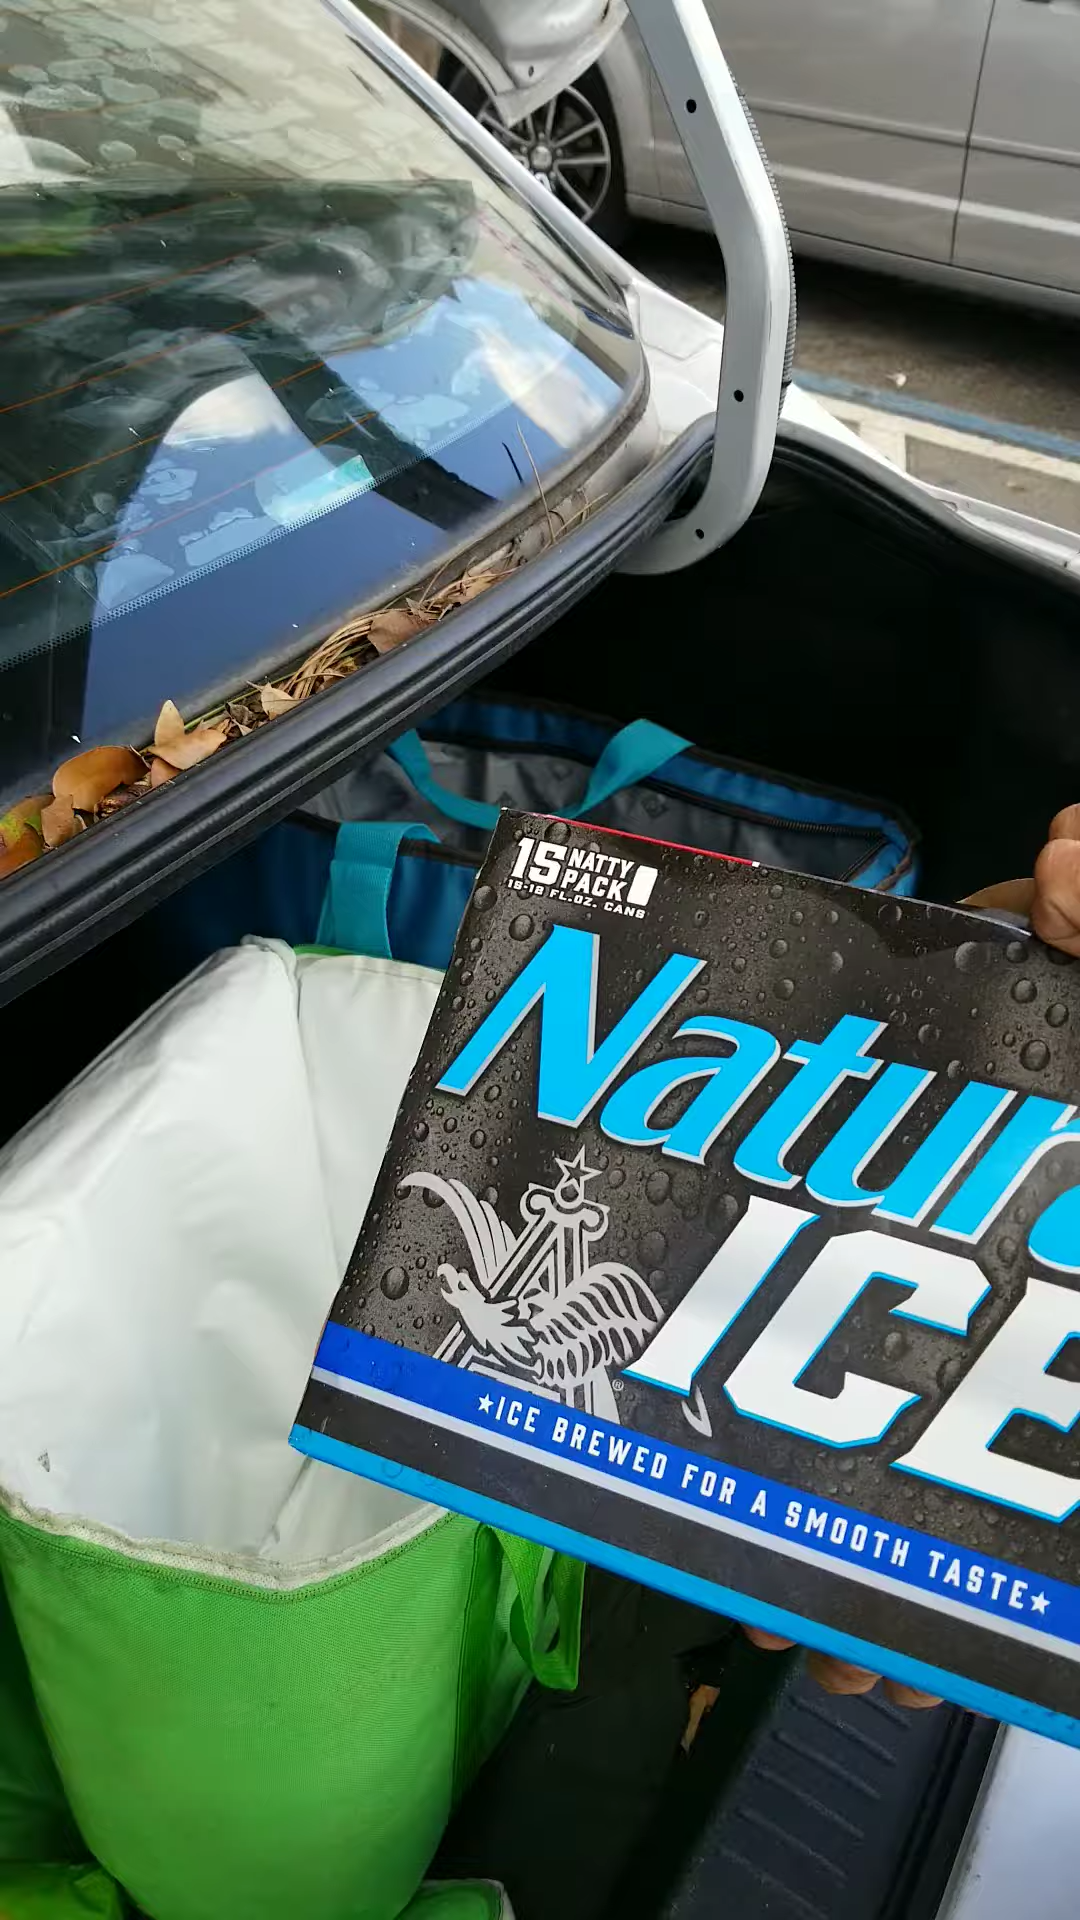 15 NATTY
PACK
15-12 FL.OZ. CANS
Natur
ICE
★ICE BREWED FOR A SMOOTH TASTE★